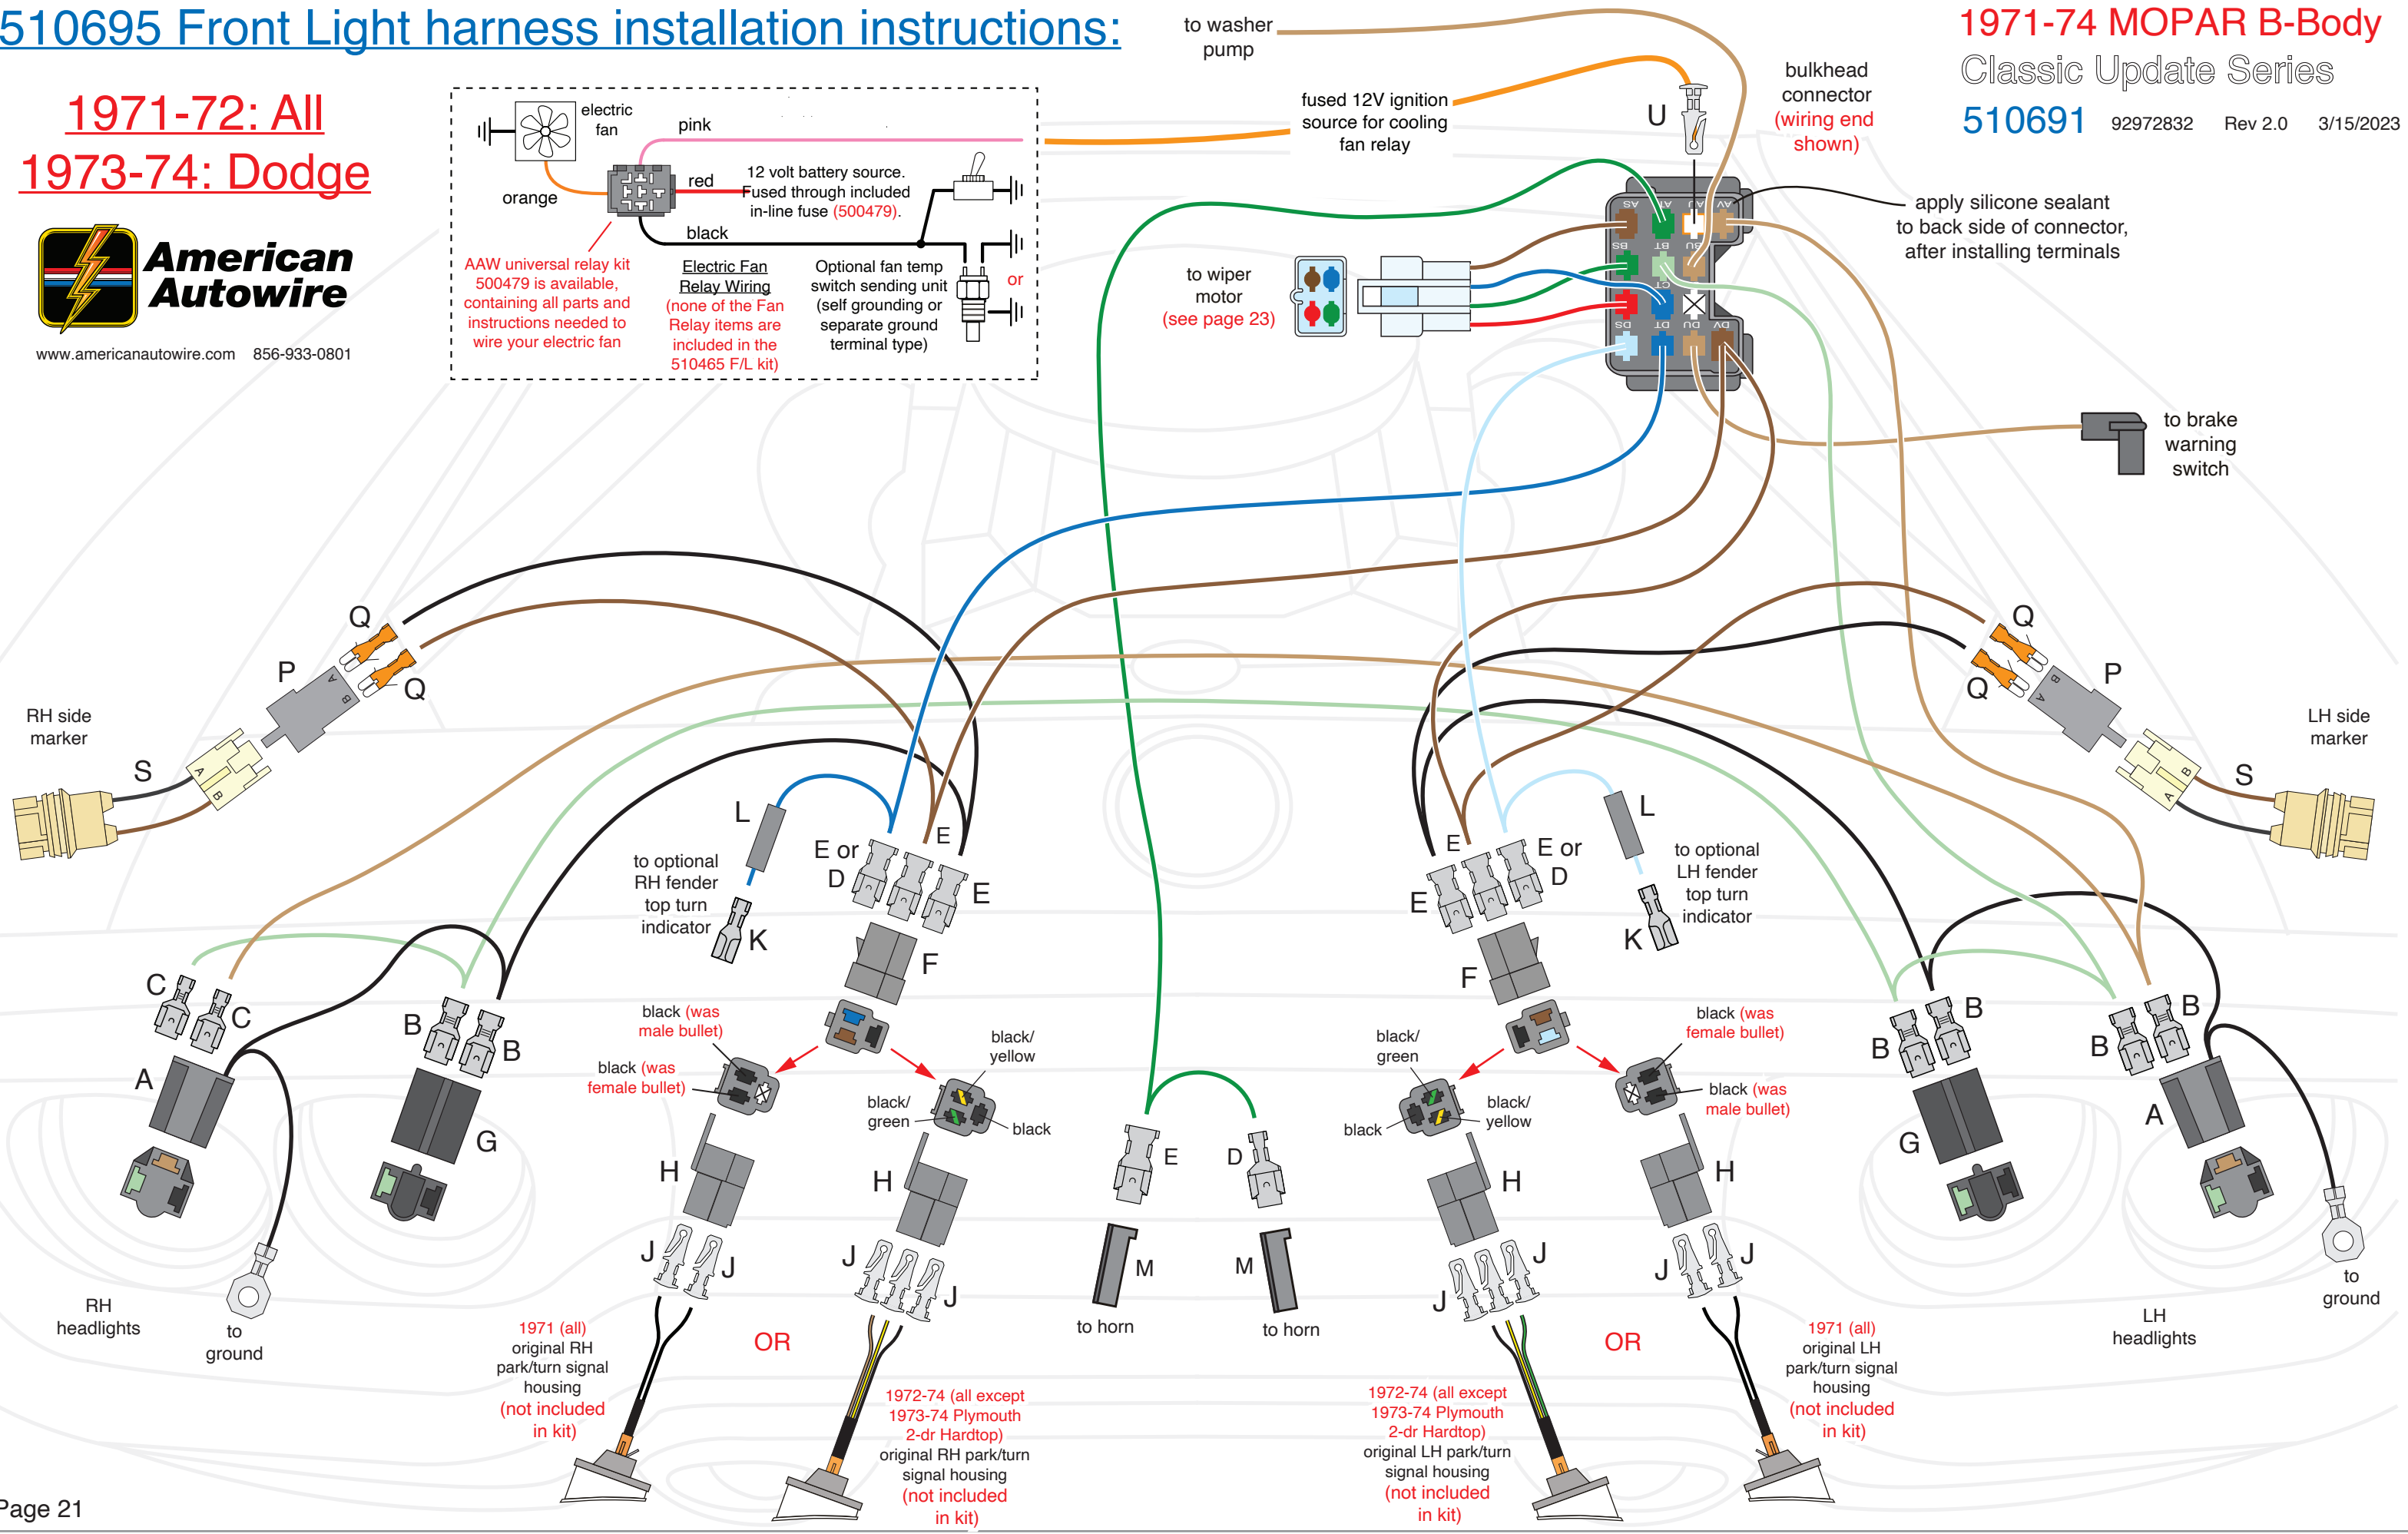 510695 Front Light harness installation instructions:
1971-72: All
1973-74: Dodge
American
Autowire
www.americanautowire.com 856-933-0801
electric
fan
pink
orange
red
12 volt battery source.
Fused through included
in-line fuse (500479).
black
AAW universal relay kit
500479 is available,
containing all parts and
instructions needed to
wire your electric fan
Electric Fan
Relay Wiring
(none of the Fan
Relay items are
included in the
510465 F/L kit)
Optional fan temp
switch sending unit
(self grounding or
separate ground
terminal type)
or
to washer
pump
fused 12V ignition
source for cooling
fan relay
U
bulkhead
connector
(wiring end
shown)
1971-74 MOPAR B-Body
Classic Update Series
510691 92972832 Rev 2.0 3/15/2023
apply silicone sealant
to back side of connector,
after installing terminals
to wiper
motor
(see page 23)
AS
AV
BS
BT
BU
CT
DS
DT
DU
DV
to brake
warning
switch
Q
Q
P
A
B
RH side
marker
S
A
B
Q
Q
P
B
A
LH side
marker
S
B
A
L
to optional
RH fender
top turn
indicator
K
E or
D
E
E
F
E
E
E or
D
F
L
to optional
LH fender
top turn
indicator
K
C
C
A
B
B
G
RH
headlights
to
ground
black (was
male bullet)
black (was
female bullet)
black/
yellow
black/
green
black
H
H
J
J
J
J
1971 (all)
original RH
park/turn signal
housing
(not included
in kit)
OR
1972-74 (all except
1973-74 Plymouth
2-dr Hardtop)
original RH park/turn
signal housing
(not included
in kit)
E
D
M
M
to horn
to horn
black/
green
black
black/
yellow
black (was
female bullet)
black (was
male bullet)
H
H
J
J
J
J
1972-74 (all except
1973-74 Plymouth
2-dr Hardtop)
original LH park/turn
signal housing
(not included
in kit)
OR
1971 (all)
original LH
park/turn signal
housing
(not included
in kit)
B
B
G
B
B
A
LH
headlights
to
ground
Page 21